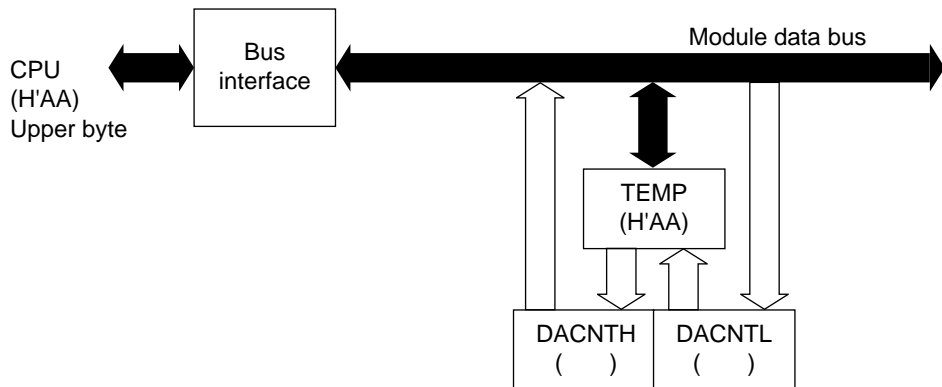 CPU
(H'AA)
Upper byte
Bus
interface
Module data bus
TEMP
(H'AA)
DACNTH
( )
DACNTL
( )